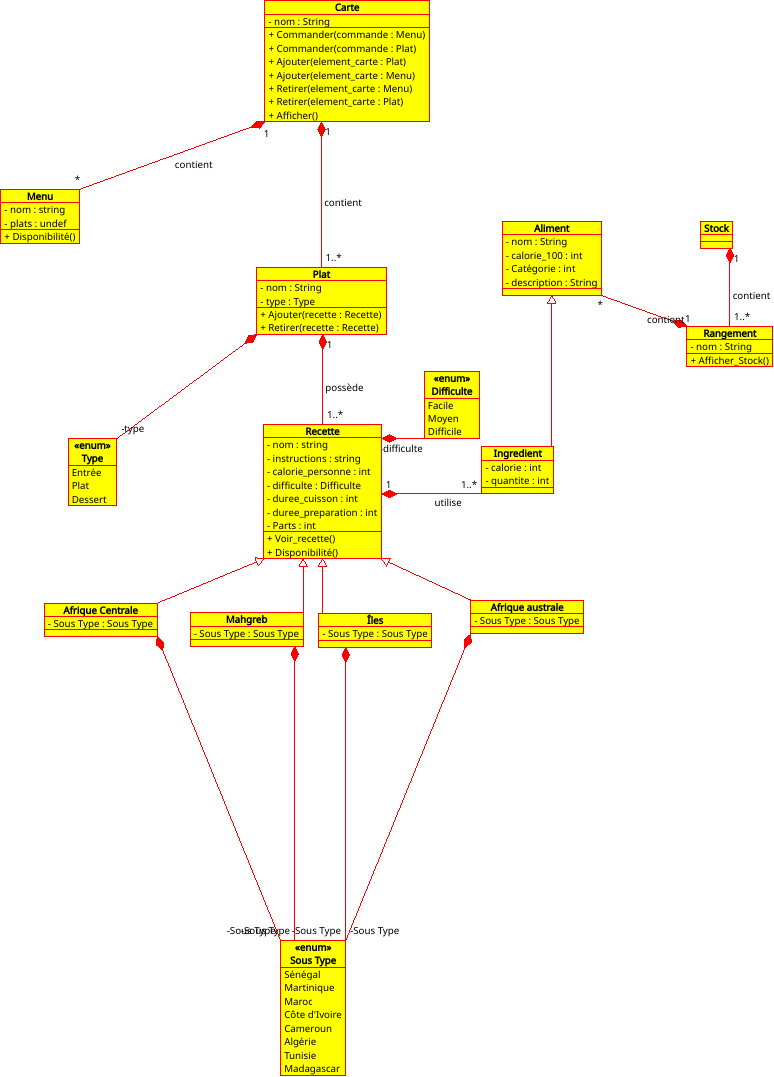 Carte
- nom : String
+ Commander(commande : Menu)
+ Commander(commande : Plat)
+ Ajouter(element_carte : Plat)
+ Ajouter(element_carte : Menu)
+ Retirer(element_carte : Menu)
+ Retirer(element_carte : Plat)
+ Afficher()
1
1
contient
*
Menu
- nom : string
- plats : undef
+ Disponibilité()
contient
1..*
Plat
- nom : String
- type : Type
+ Ajouter(recette : Recette)
+ Retirer(recette : Recette)
Aliment
- nom : String
- calorie_100 : int
- Catégorie : int
- description : String
Stock
1
contient
1..*
*
contient
1
Rangement
- nom : String
+ Afficher_Stock()
1
possède
1..*
-type
«enum»
Type
Entrée
Plat
Dessert
«enum»
Difficulte
Facile
Moyen
Difficile
-difficulte
Recette
- nom : string
- instructions : string
- calorie_personne : int
- difficulte : Difficulte
- duree_cuisson : int
- duree_preparation : int
- Parts : int
+ Voir_recette()
+ Disponibilité()
1
1..*
utilise
Ingredient
- calorie : int
- quantite : int
Afrique Centrale
- Sous Type : Sous Type
Mahgreb
- Sous Type : Sous Type
Îles
- Sous Type : Sous Type
Afrique australe
- Sous Type : Sous Type
-Sous Type
-Sous Type
-Sous Type
-Sous Type
«enum»
Sous Type
Sénégal
Martinique
Maroc
Côte d'Ivoire
Cameroun
Algérie
Tunisie
Madagascar